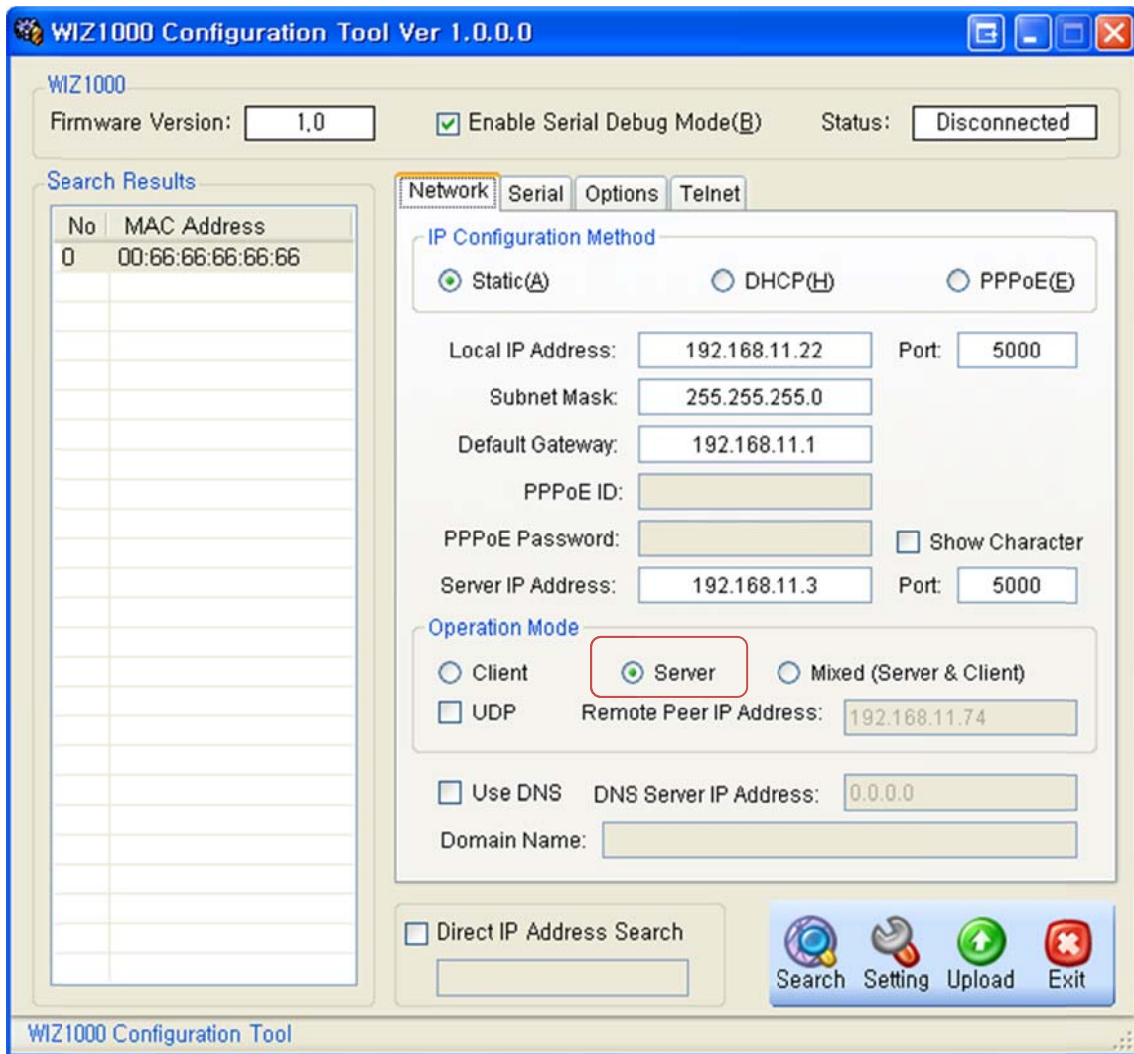 WIZ1000 Configuration Tool Ver 1.0.0.0
WIZ1000
Firmware Version: 1,0 Enable Serial Debug Mode(B) Status: Disconnected
Search Results
No MAC Address
0 00:66:66:66:66:66
Network Serial Options Telnet
IP Configuration Method
Static(A) DHCP(H) PPPoE(E)
Local IP Address: 192.168.11.22 Port: 5000
Subnet Mask: 255.255.255.0
Default Gateway: 192.168.11.1
PPPoE ID:
PPPoE Password: Show Character
Server IP Address: 192.168.11.3 Port: 5000
Operation Mode
Client Server Mixed (Server & Client)
UDP Remote Peer IP Address: 192.168.11.74
Use DNS DNS Server IP Address: 0.0.0.0
Domain Name:
Direct IP Address Search
Search Setting Upload Exit
WIZ1000 Configuration Tool